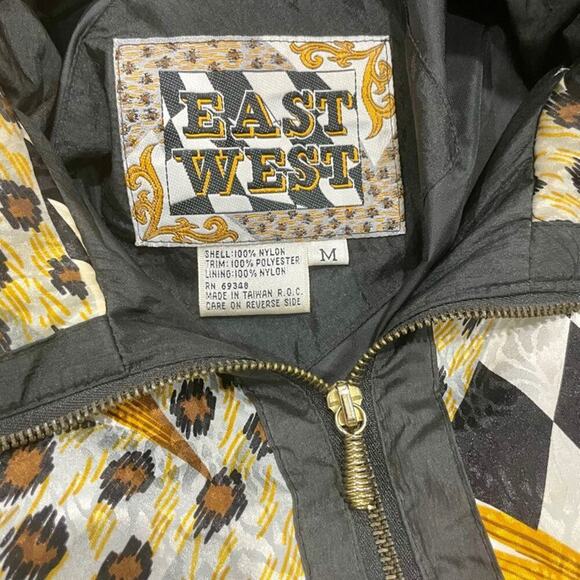 EAST
WEST
SHELL:100% NYLON
TRIM:100% POLYESTER
LINING:100% NYLON
RN 69348
MADE IN TAIWAN R.O.C.
CARE ON REVERSE SIDE
M